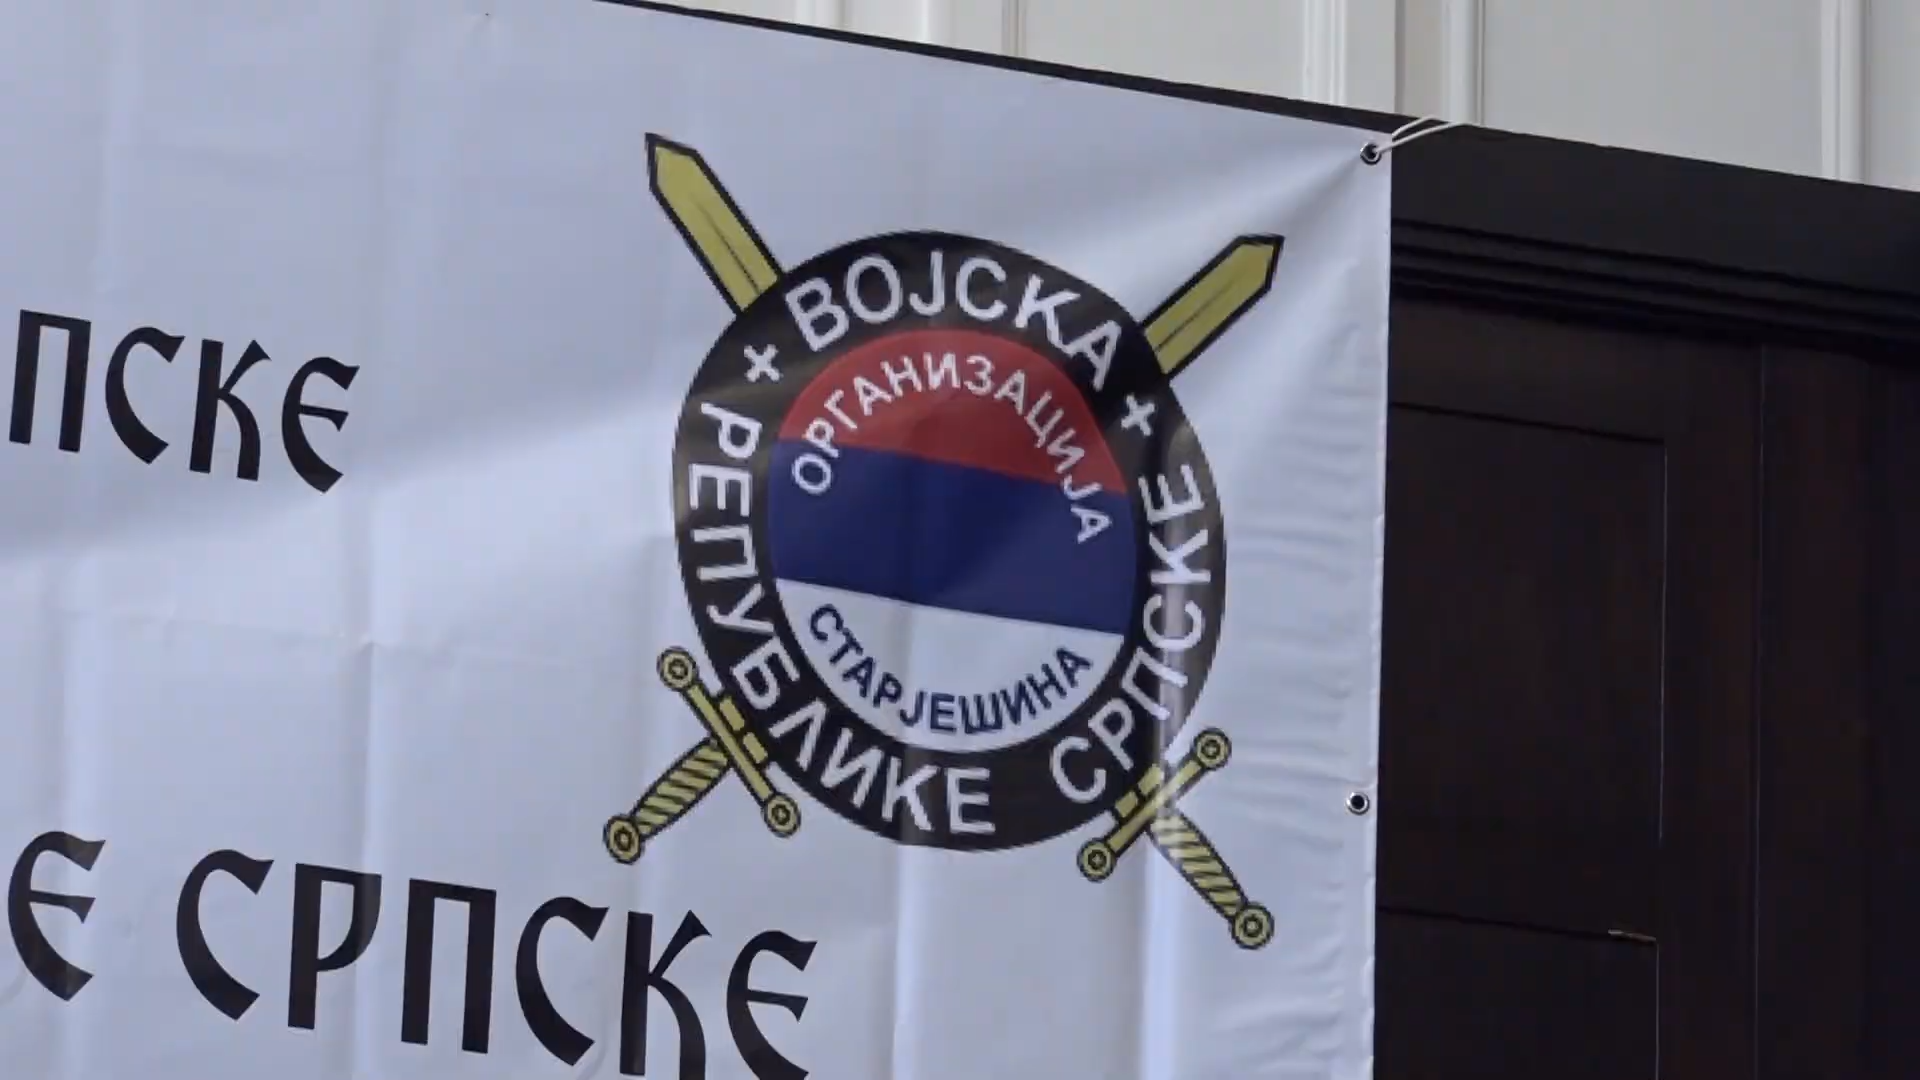 ПСКЕ
Е СРПСКЕ
+ ВОЈСКА + РЕПУБЛИКЕ СРПСКЕ
ОРГАНИЗАЦИЈА
СТАРЈЕШИНА